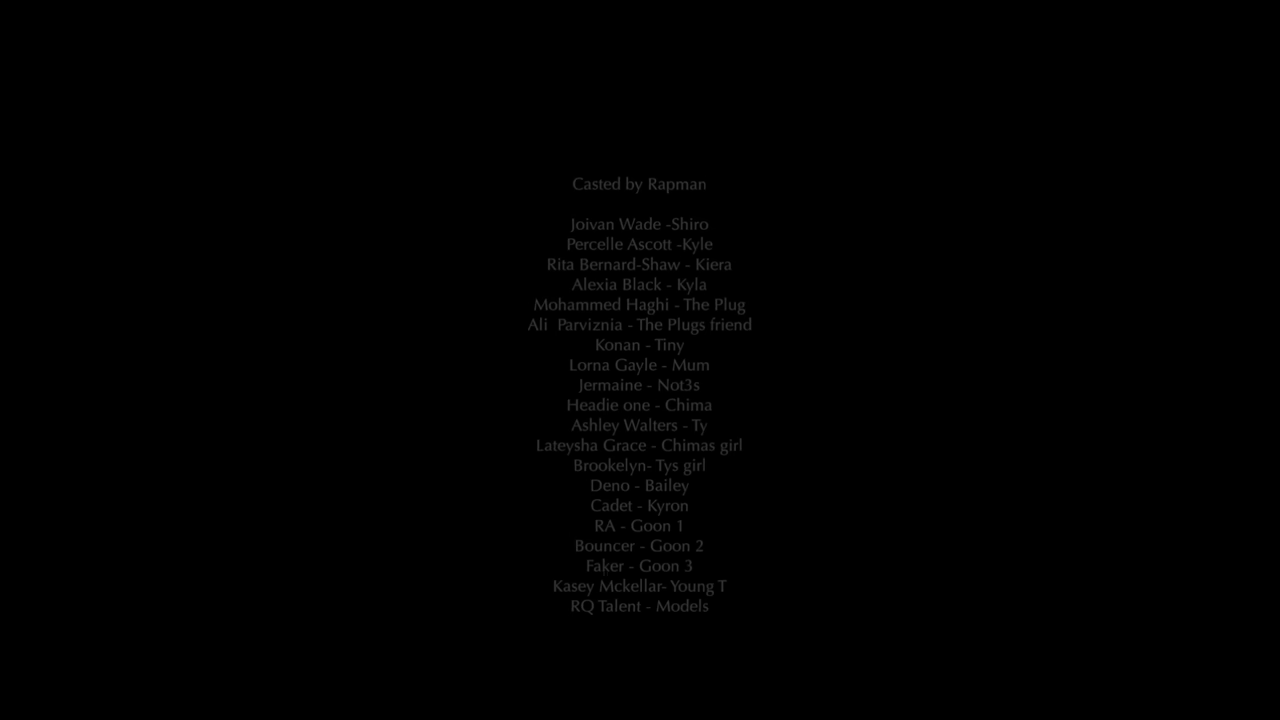 Casted by Rapman
Joivan Wade -Shiro
Percelle Ascott -Kyle
Rita Bernard-Shaw - Kiera
Alexia Black - Kyla
Mohammed Haghi - The Plug
Ali  Parviznia - The Plugs friend
Konan - Tiny
Lorna Gayle - Mum
Jermaine - Not3s
Headie one - Chima
Ashley Walters - Ty
Lateysha Grace - Chimas girl
Brookelyn- Tys girl
Deno - Bailey
Cadet - Kyron
RA - Goon 1
Bouncer - Goon 2
Faker - Goon 3
Kasey Mckellar- Young T
RQ Talent - Models